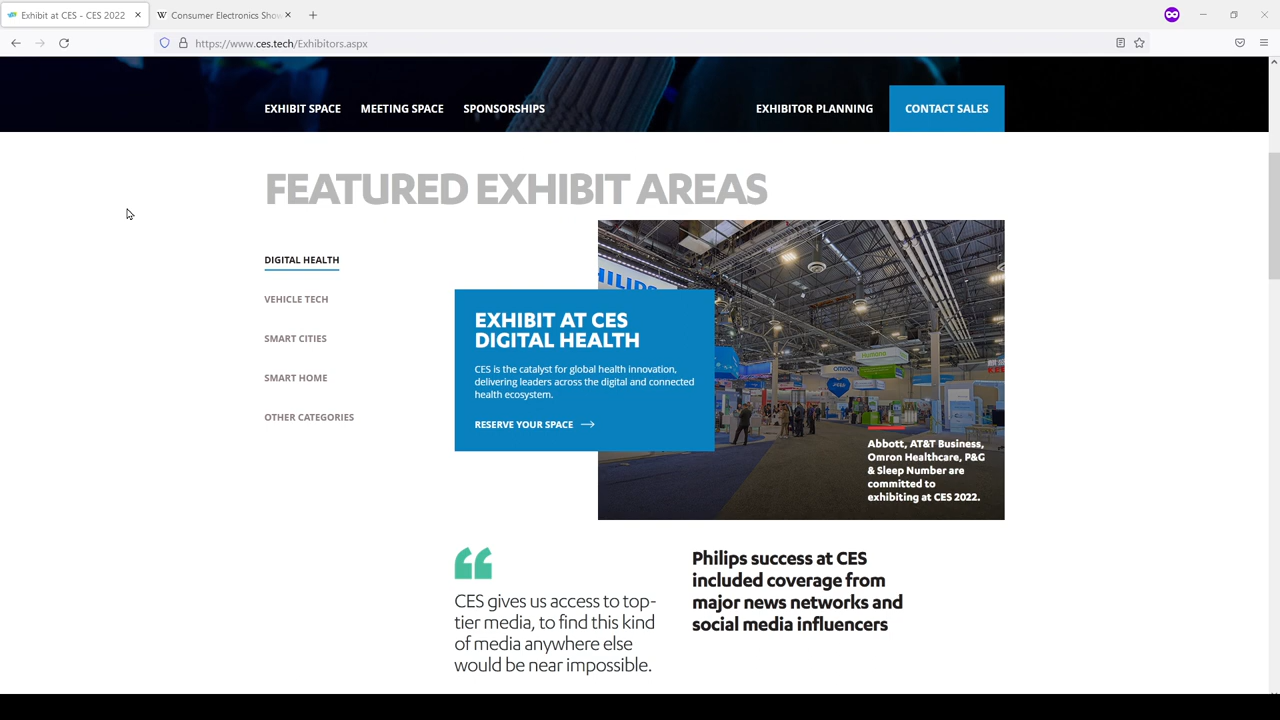 Exhibit at CES - CES 2022
Consumer Electronics Show
https://www.ces.tech/Exhibitors.aspx
EXHIBIT SPACE MEETING SPACE SPONSORSHIPS EXHIBITOR PLANNING CONTACT SALES
FEATURED EXHIBIT AREAS
DIGITAL HEALTH
VEHICLE TECH
SMART CITIES
SMART HOME
OTHER CATEGORIES
EXHIBIT AT CES
DIGITAL HEALTH
CES is the catalyst for global health innovation,
delivering leaders across the digital and connected
health ecosystem.
RESERVE YOUR SPACE
humana
OMRON
Abbott, AT&T Business,
Omron Healthcare, P&G
& Sleep Number are
committed to
exhibiting at CES 2022.
CES gives us access to top-
tier media, to find this kind
of media anywhere else
would be near impossible.
Philips success at CES
included coverage from
major news networks and
social media influencers